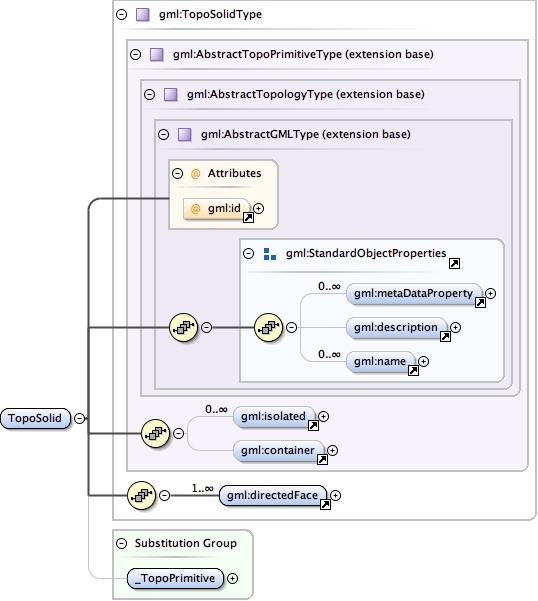 gml:TopoSolidType
gml:AbstractTopoPrimitiveType (extension base)
gml:AbstractTopologyType (extension base)
gml:AbstractGMLType (extension base)
@ Attributes
@ gml:id
gml:StandardObjectProperties
0..∞ gml:metaDataProperty
gml:description
0..∞ gml:name
TopoSolid
0..∞ gml:isolated
gml:container
1..∞ gml:directedFace
Substitution Group
_TopoPrimitive